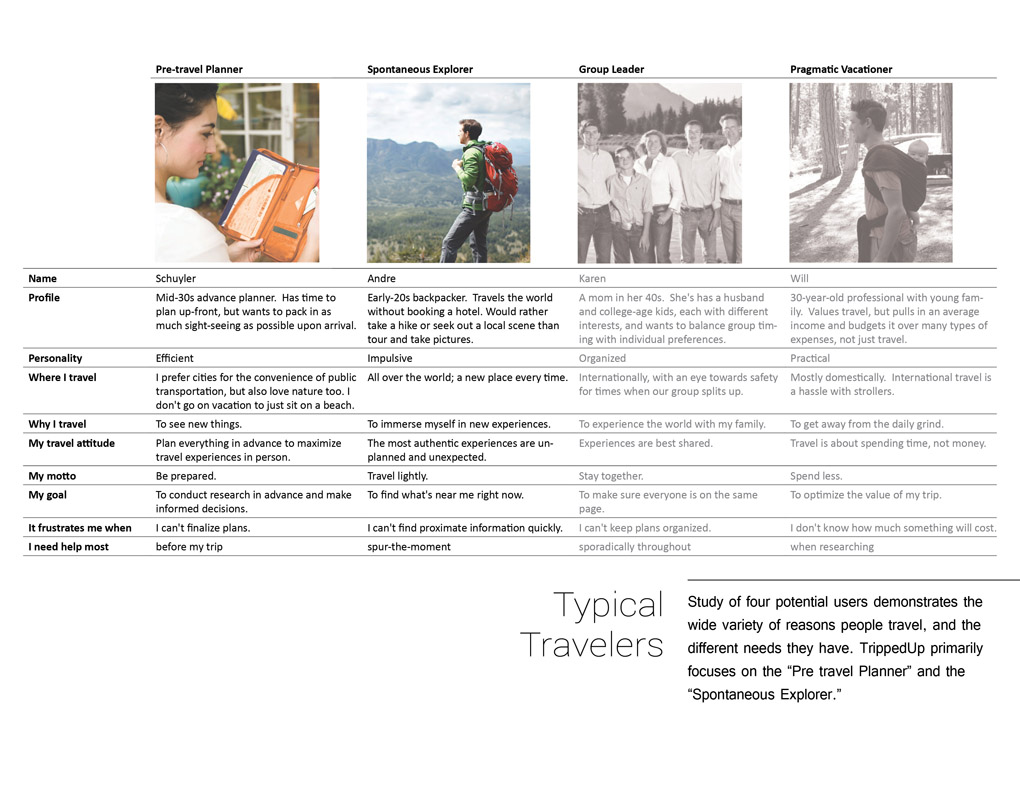 Pre-travel Planner Spontaneous Explorer Group Leader Pragmatic Vacationer
Name Schuyler Andre Karen Will
Profile Mid-30s advance planner. Has time to Early-20s backpacker. Travels the world A mom in her 40s. She's has a husband 30-year-old professional with young fam-
plan up-front, but wants to pack in as without booking a hotel. Would rather and college-age kids, each with different ily. Values travel, but pulls in an average
much sight-seeing as possible upon arrival. take a hike or seek out a local scene than interests, and wants to balance group tim- income and budgets it over many types of
tour and take pictures. ing with individual preferences. expenses, not just travel.
Personality Efficient Impulsive Organized Practical
Where I travel I prefer cities for the convenience of public All over the world; a new place every time. Internationally, with an eye towards safety Mostly domestically. International travel is
transportation, but also love nature too. I for times when our group splits up. a hassle with strollers.
don't go on vacation to just sit on a beach.
Why I travel To see new things. To immerse myself in new experiences. To experience the world with my family. To get away from the daily grind.
My travel attitude Plan everything in advance to maximize The most authentic experiences are un- Experiences are best shared. Travel is about spending time, not money.
travel experiences in person. planned and unexpected.
My motto Be prepared. Travel lightly. Stay together. Spend less.
My goal To conduct research in advance and make To find what's near me right now. To make sure everyone is on the same To optimize the value of my trip.
informed decisions. page.
It frustrates me when I can't finalize plans. I can't find proximate information quickly. I can't keep plans organized. I don't know how much something will cost.
I need help most before my trip spur-the-moment sporadically throughout when researching
Typical
Travelers
Study of four potential users demonstrates the
wide variety of reasons people travel, and the
different needs they have. TrippedUp primarily
focuses on the “Pre travel Planner” and the
“Spontaneous Explorer.”